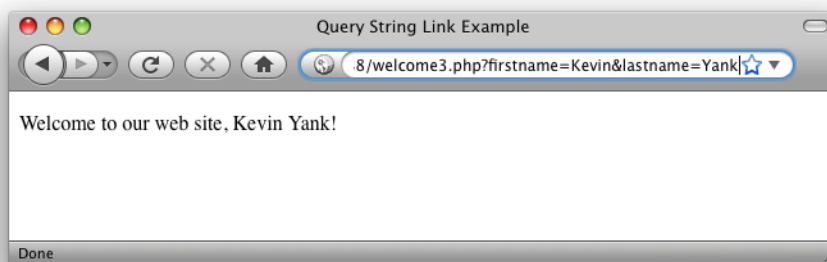 Query String Link Example
.8/welcome3.php?firstname=Kevin&lastname=Yank
Welcome to our web site, Kevin Yank!
Done